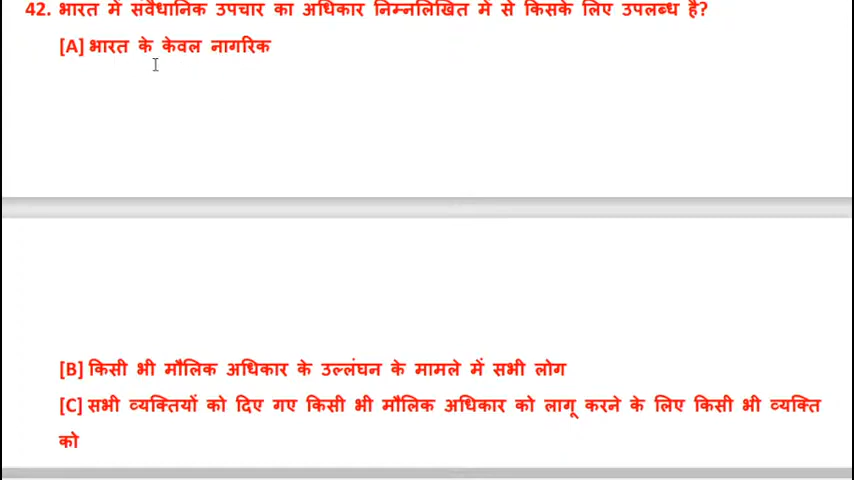 42. भारत में संवैधानिक उपचार का अधिकार निम्नलिखित में से किसके लिए उपलब्ध है?
[A] भारत के केवल नागरिक
[B] किसी भी मौलिक अधिकार के उल्लंघन के मामले में सभी लोग
[C] सभी व्यक्तियों को दिए गए किसी भी मौलिक अधिकार को लागू करने के लिए किसी भी व्यक्ति
को